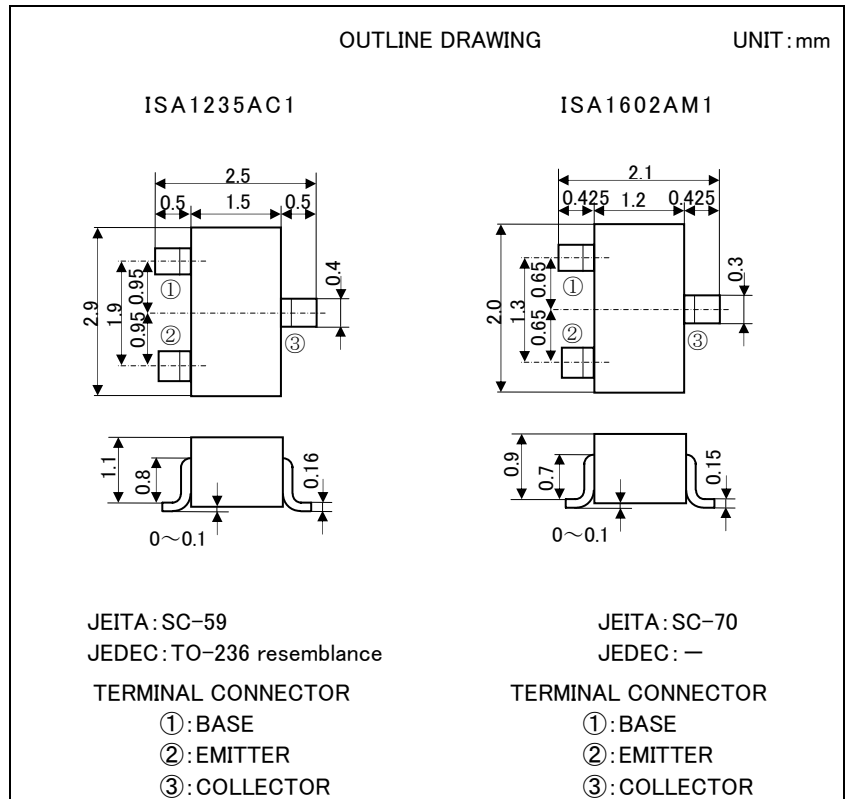 OUTLINE DRAWING UNIT:mm
ISA1235AC1
2.5
0.5 1.5 0.5
2.9
1.9
0.95
0.95
①
②
③
0.4
1.1
0.8
0.16
0～0.1
JEITA:SC-59
JEDEC:TO-236 resemblance
TERMINAL CONNECTOR
①:BASE
②:EMITTER
③:COLLECTOR
ISA1602AM1
2.1
0.425 1.2 0.425
2.0
1.3
0.65
0.65
①
②
③
0.3
0.9
0.7
0.15
0～0.1
JEITA:SC-70
JEDEC:－
TERMINAL CONNECTOR
①:BASE
②:EMITTER
③:COLLECTOR